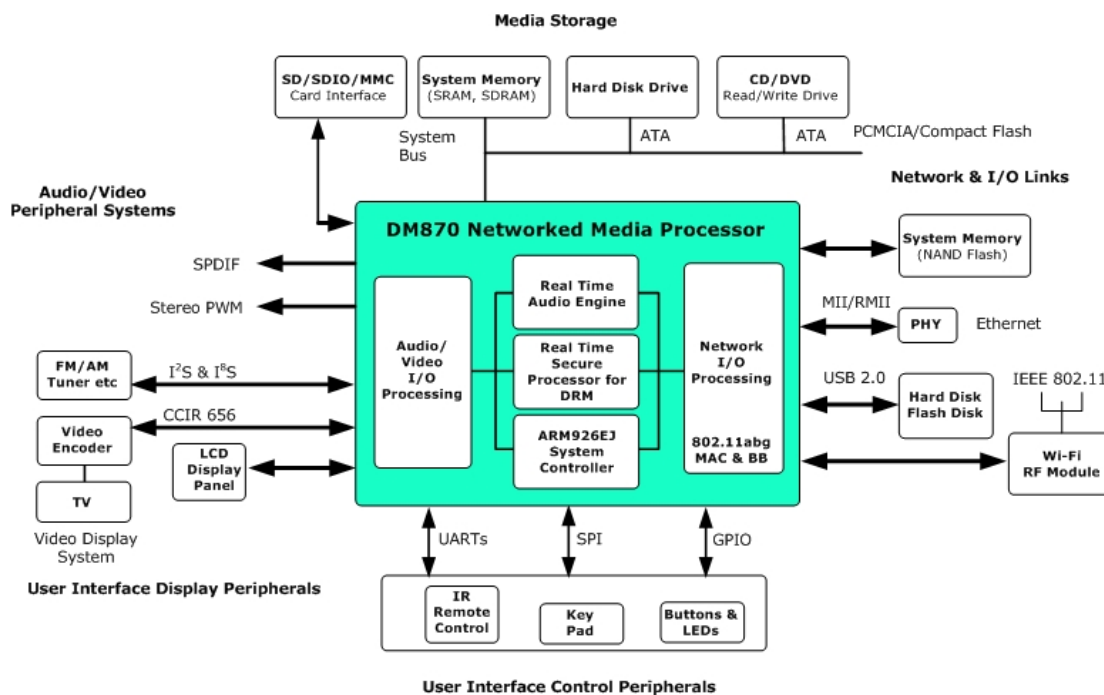 Media Storage
SD/SDIO/MMC
Card Interface
System Memory
(SRAM, SDRAM)
Hard Disk Drive
CD/DVD
Read/Write Drive
System
Bus
ATA
ATA
PCMCIA/Compact Flash
Audio/Video
Peripheral Systems
Network & I/O Links
DM870 Networked Media Processor
SPDIF
Stereo PWM
FM/AM
Tuner etc
I²S & I⁸S
Video
Encoder
CCIR 656
LCD
Display
Panel
TV
Video Display
System
User Interface Display Peripherals
Audio/
Video
I/O
Processing
Real Time
Audio Engine
Real Time
Secure
Processor for
DRM
ARM926EJ
System
Controller
Network
I/O
Processing
802.11abg
MAC & BB
System Memory
(NAND Flash)
MII/RMII
PHY
Ethernet
USB 2.0
Hard Disk
Flash Disk
IEEE 802.11
Wi-Fi
RF Module
UARTs
SPI
GPIO
IR
Remote
Control
Key
Pad
Buttons &
LEDs
User Interface Control Peripherals